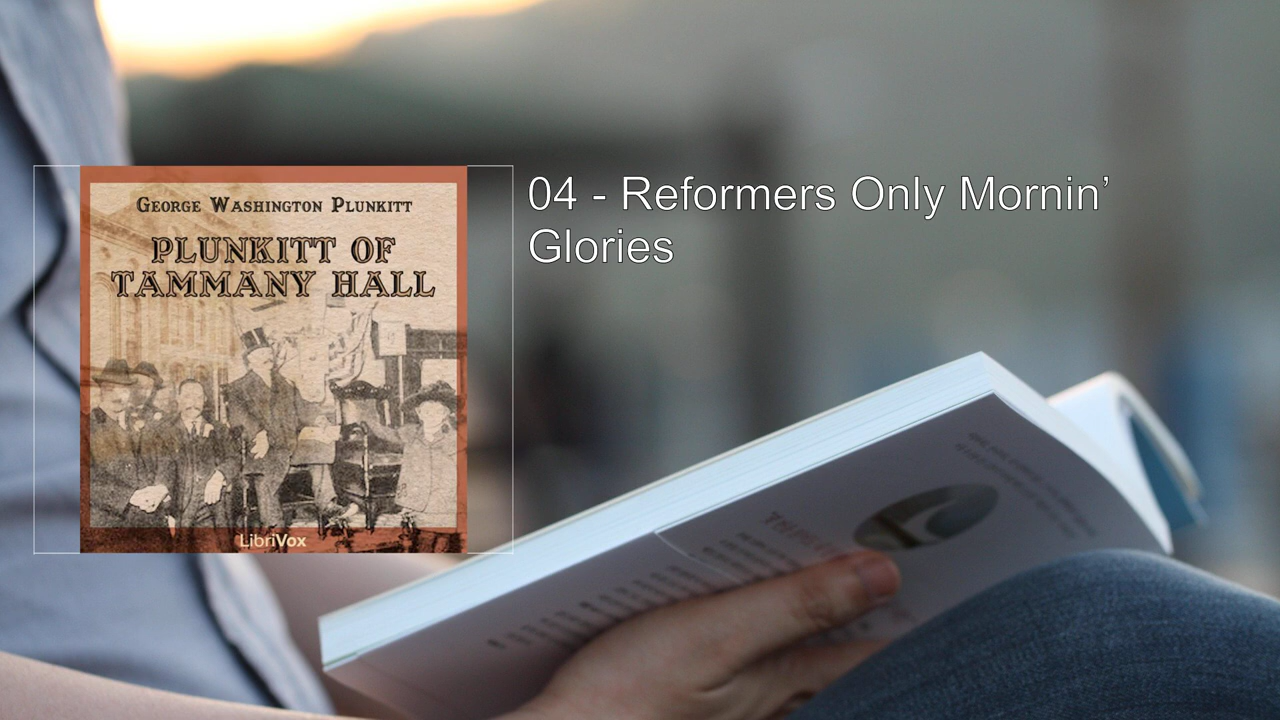 George Washington Plunkitt
PLUNKITT OF
TAMMANY HALL
LibriVox
04 - Reformers Only Mornin’
Glories